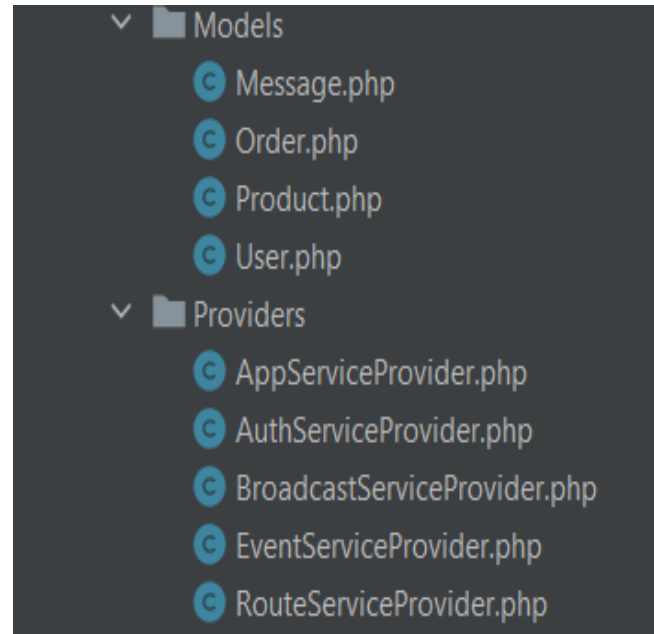 Models
C Message.php
C Order.php
C Product.php
C User.php
Providers
C AppServiceProvider.php
C AuthServiceProvider.php
C BroadcastServiceProvider.php
C EventServiceProvider.php
C RouteServiceProvider.php